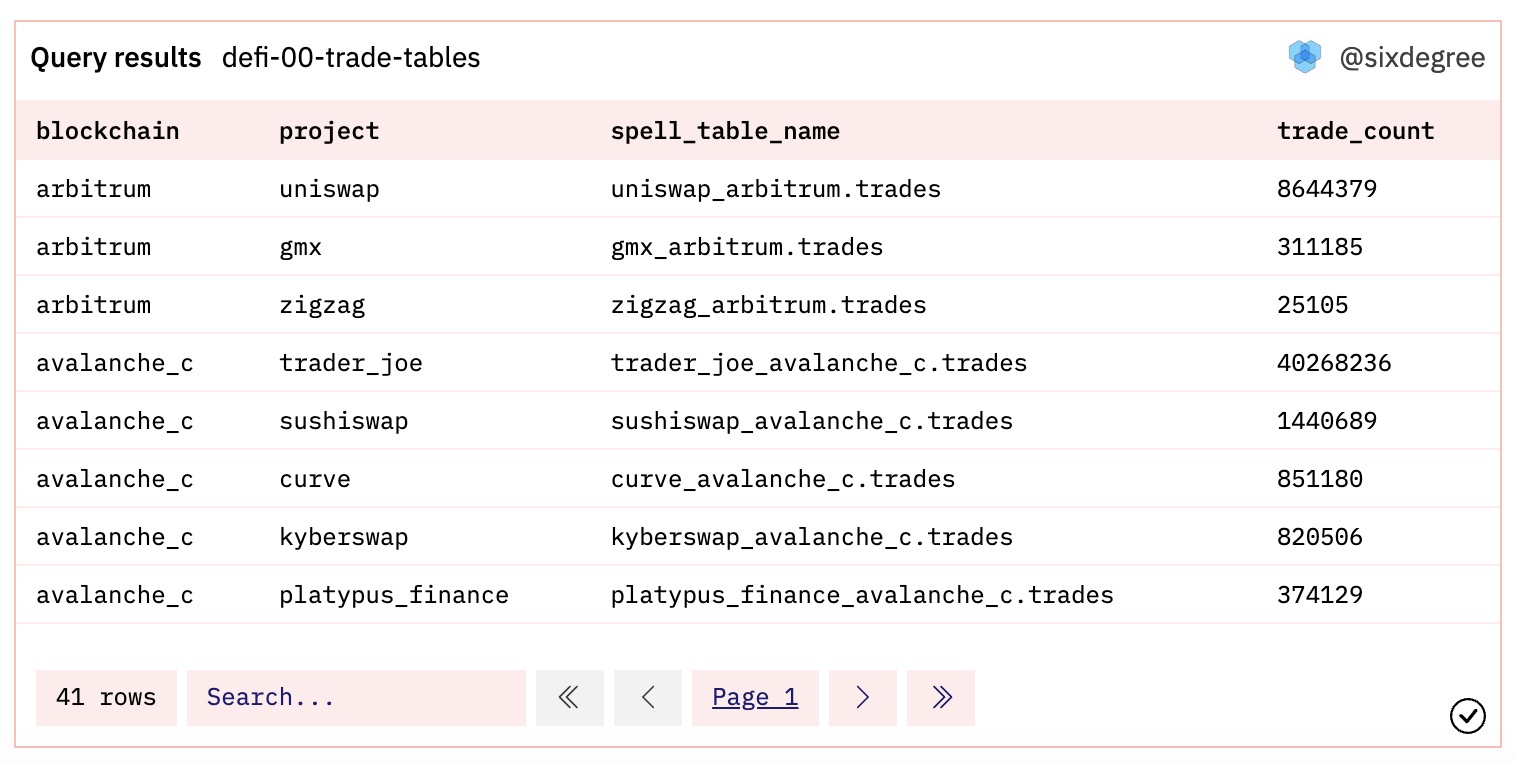 Query results defi-00-trade-tables @sixdegree
blockchain project spell_table_name trade_count
arbitrum uniswap uniswap_arbitrum.trades 8644379
arbitrum gmx gmx_arbitrum.trades 311185
arbitrum zigzag zigzag_arbitrum.trades 25105
avalanche_c trader_joe trader_joe_avalanche_c.trades 40268236
avalanche_c sushiswap sushiswap_avalanche_c.trades 1440689
avalanche_c curve curve_avalanche_c.trades 851180
avalanche_c kyberswap kyberswap_avalanche_c.trades 820506
avalanche_c platypus_finance platypus_finance_avalanche_c.trades 374129
41 rows Search... Page 1